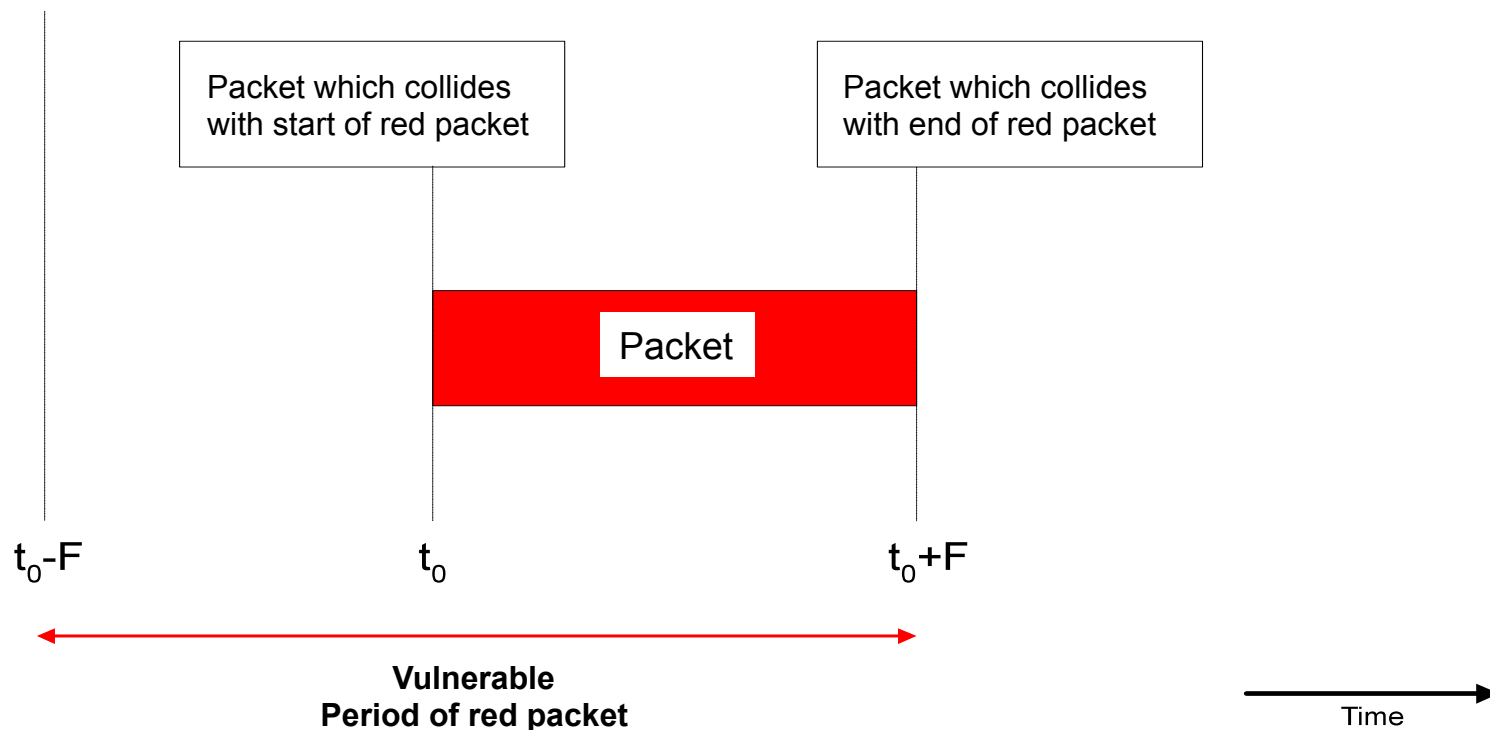 Packet which collides
with start of red packet
Packet which collides
with end of red packet
Packet
t₀-F
t₀
t₀+F
Vulnerable
Period of red packet
Time